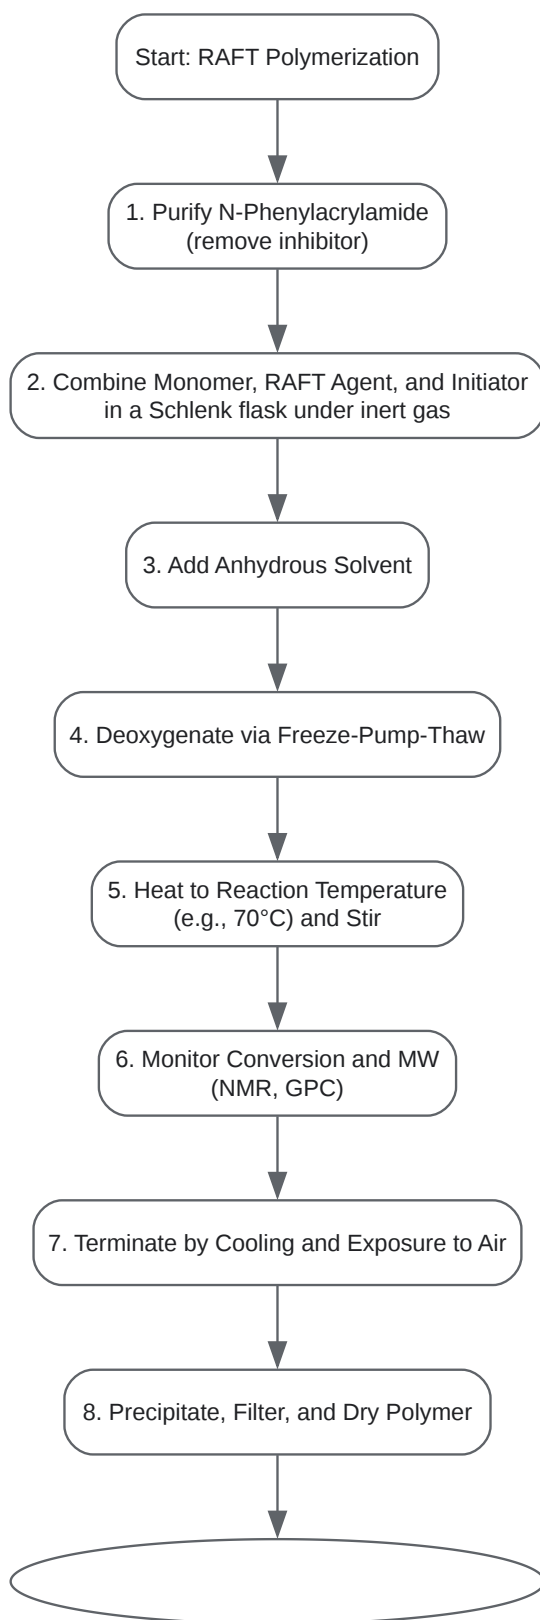 Start: RAFT Polymerization
1. Purify N-Phenylacrylamide
(remove inhibitor)
2. Combine Monomer, RAFT Agent, and Initiator
in a Schlenk flask under inert gas
3. Add Anhydrous Solvent
4. Deoxygenate via Freeze-Pump-Thaw
5. Heat to Reaction Temperature
(e.g., 70°C) and Stir
6. Monitor Conversion and MW
(NMR, GPC)
7. Terminate by Cooling and Exposure to Air
8. Precipitate, Filter, and Dry Polymer